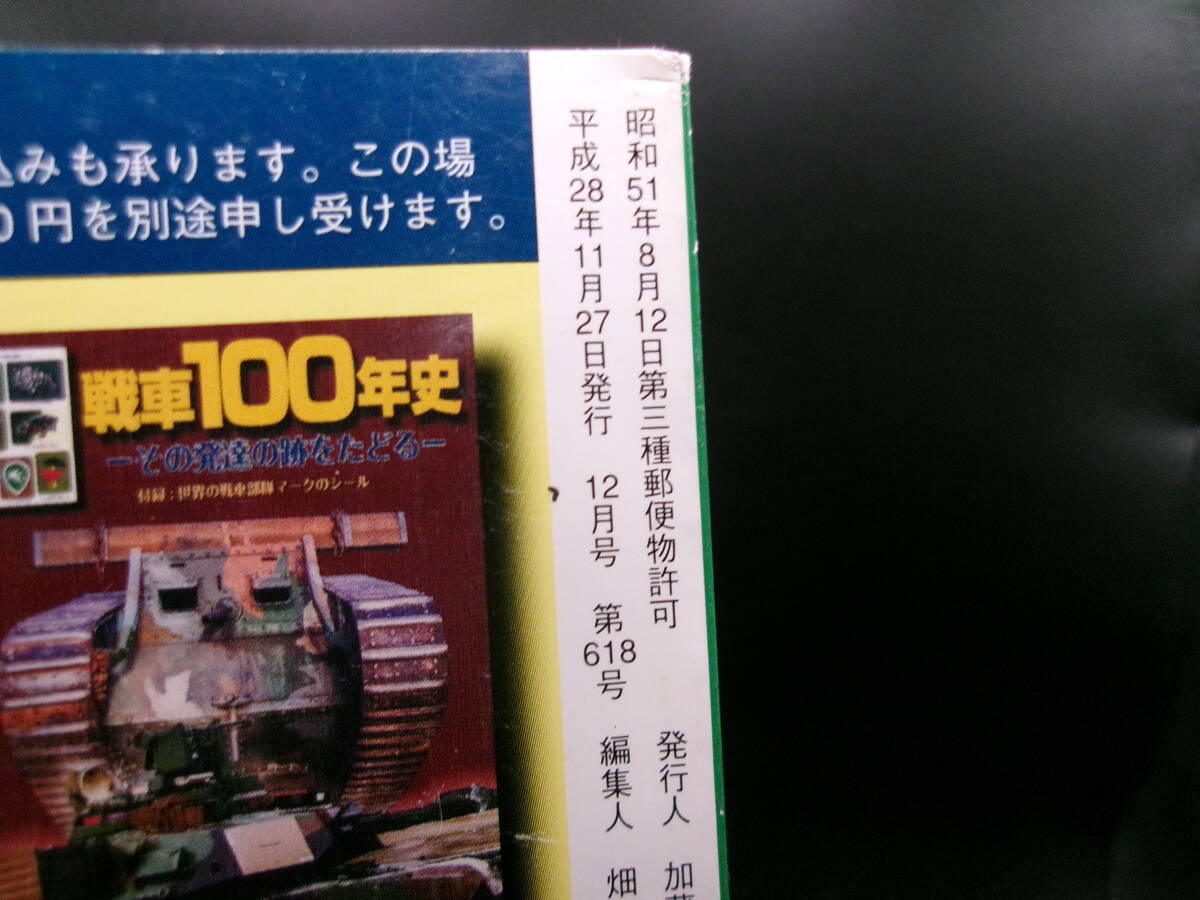 込みも承ります。この場
0円を別途申し受けます。
昭和51年8月12日第三種郵便物許可 発行人 加藤
平成28年11月27日発行 12月号 第618号 編集人 畑
戦車100年史
ーその発達の跡をたどるー
付録：世界の戦車部隊マークのシール